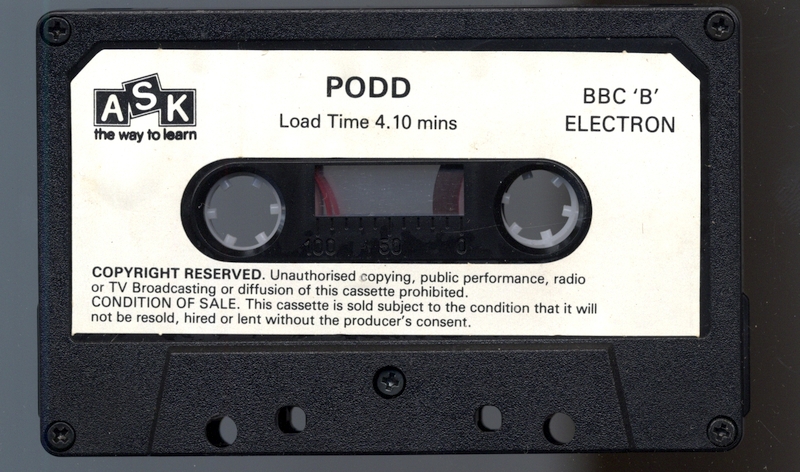 PODD
ASK
the way to learn
Load Time 4.10 mins
BBC 'B'
ELECTRON
100 50 0
COPYRIGHT RESERVED. Unauthorised copying, public performance, radio
or TV Broadcasting or diffusion of this cassette prohibited.
CONDITION OF SALE. This cassette is sold subject to the condition that it will
not be resold, hired or lent without the producer's consent.